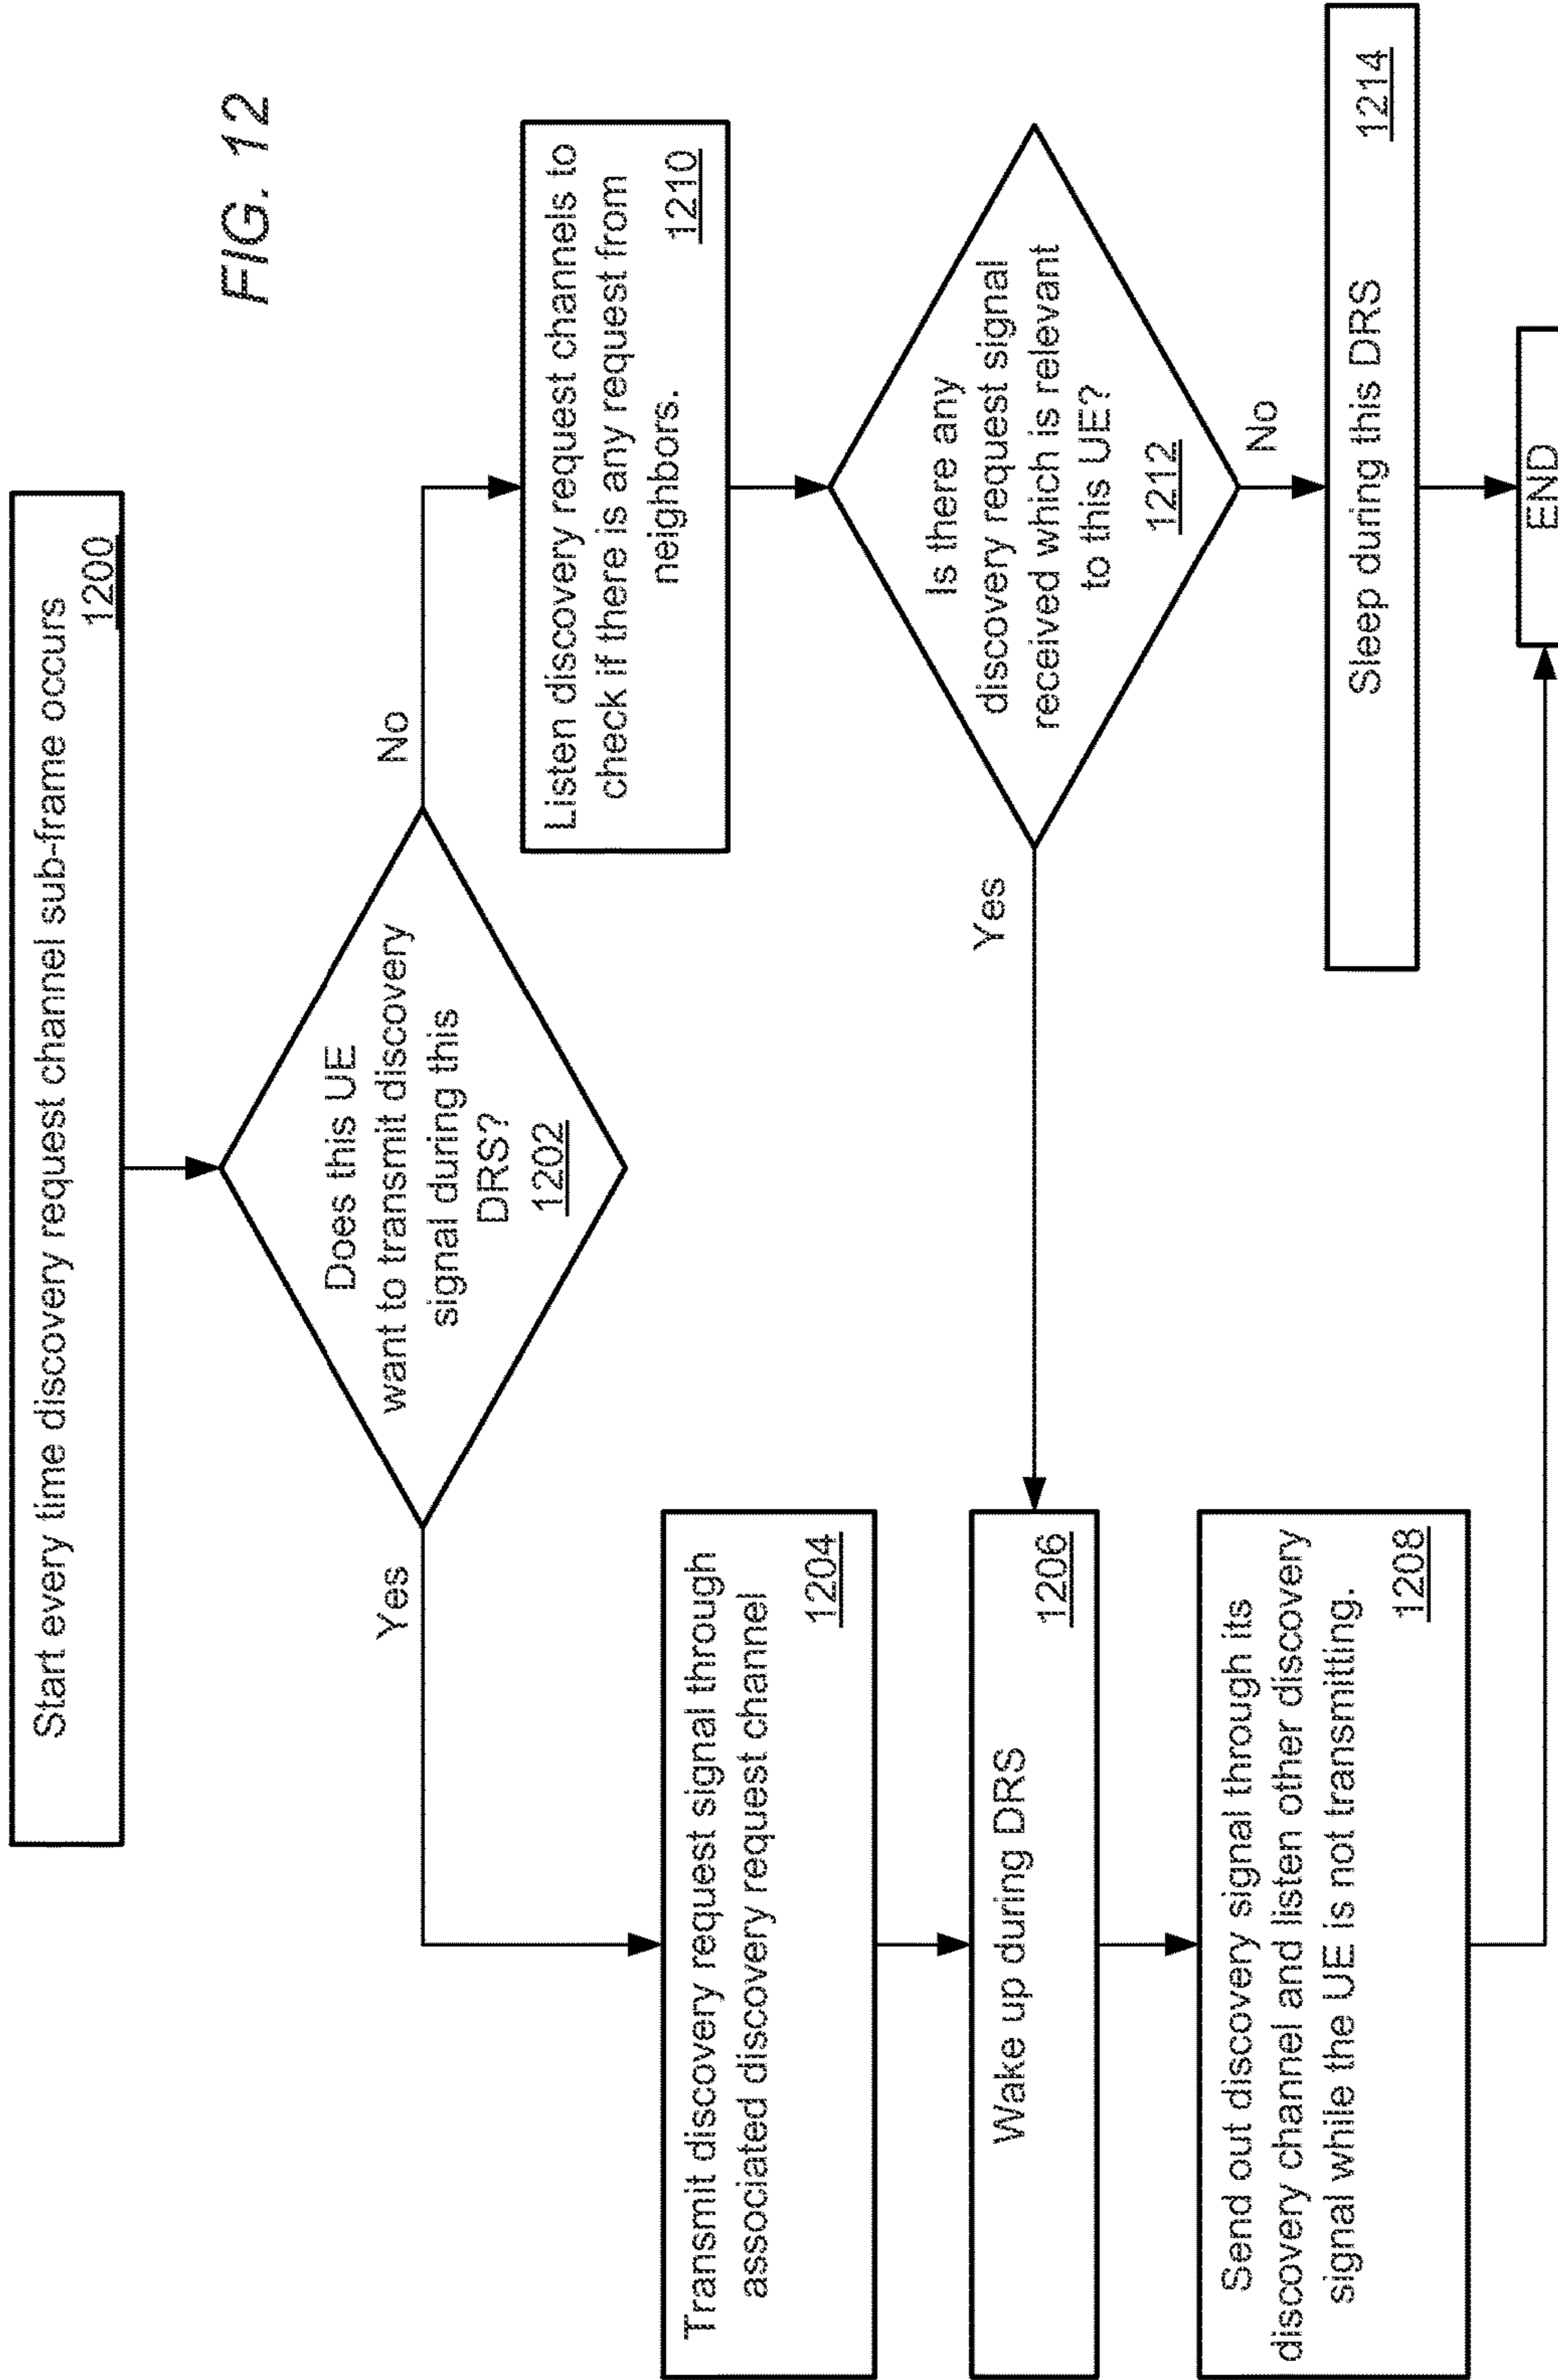 FIG. 12
Start every time discovery request channel sub-frame occurs
1200
Does this UE
want to transmit discovery
signal during this
DRS?
1202
Yes
No
Transmit discovery request signal through
associated discovery request channel
1204
Wake up during DRS
1206
Send out discovery signal through its
discovery channel and listen other discovery
signal while the UE is not transmitting.
1208
Listen discovery request channels to
check if there is any request from
neighbors.
1210
Is there any
discovery request signal
received which is relevant
to this UE?
1212
Yes
No
Sleep during this DRS
1214
END